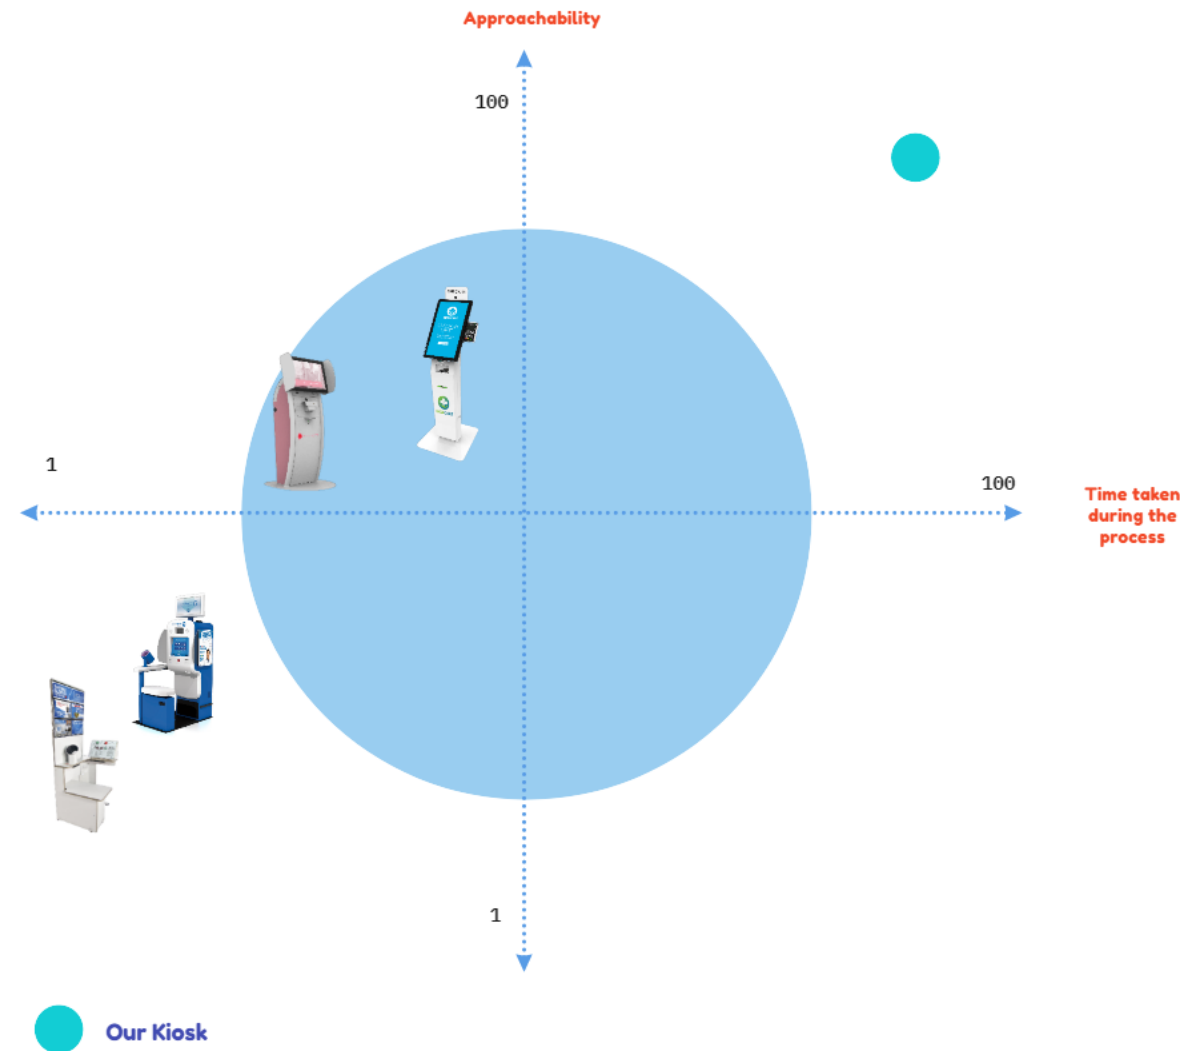 Approachability
100
1
100
Time taken
during the
process
1
Our Kiosk